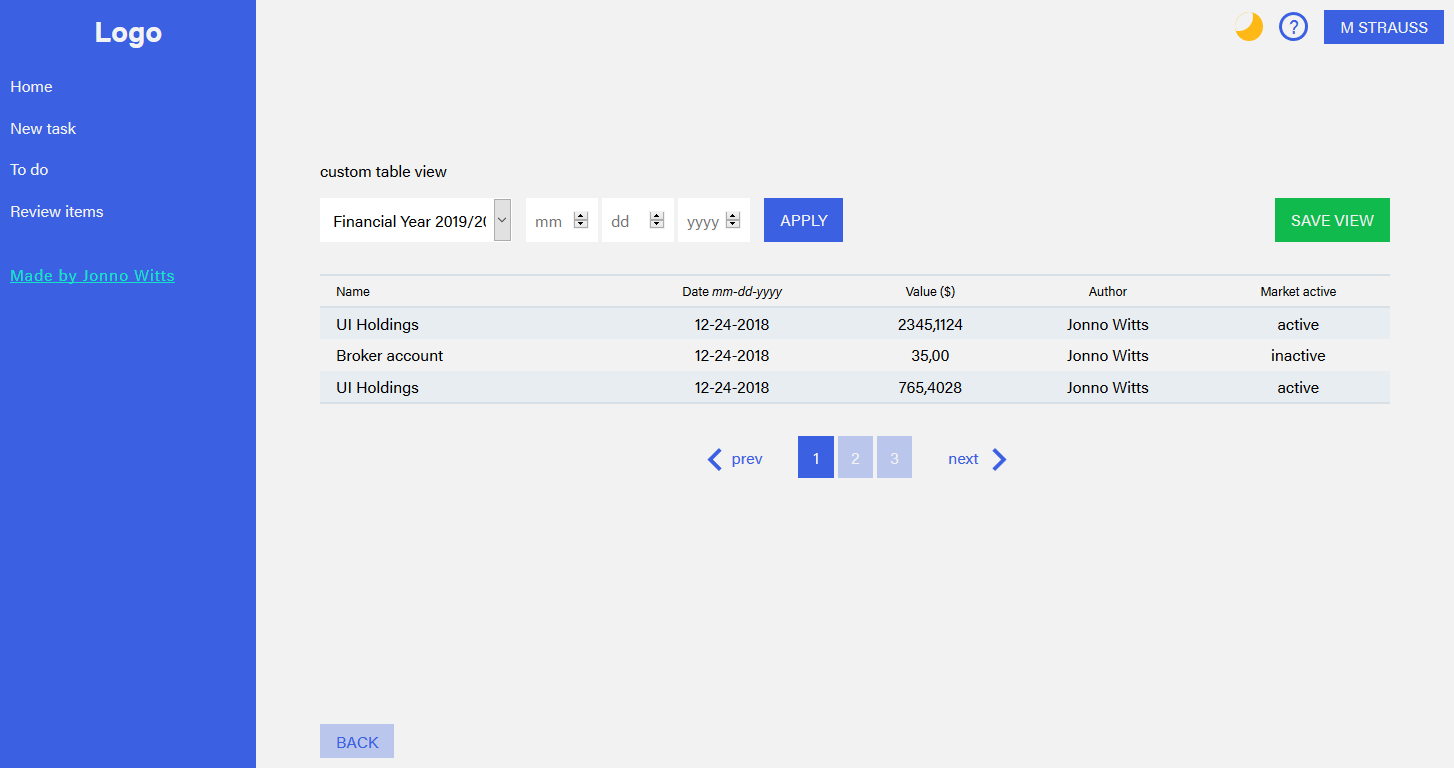 Logo
Home
New task
To do
Review items
Made by Jonno Witts
? M STRAUSS
custom table view
Financial Year 2019/20 mm dd yyyy APPLY SAVE VIEW
Name Date mm-dd-yyyy Value ($) Author Market active
UI Holdings 12-24-2018 2345,1124 Jonno Witts active
Broker account 12-24-2018 35,00 Jonno Witts inactive
UI Holdings 12-24-2018 765,4028 Jonno Witts active
prev 1 2 3 next
BACK